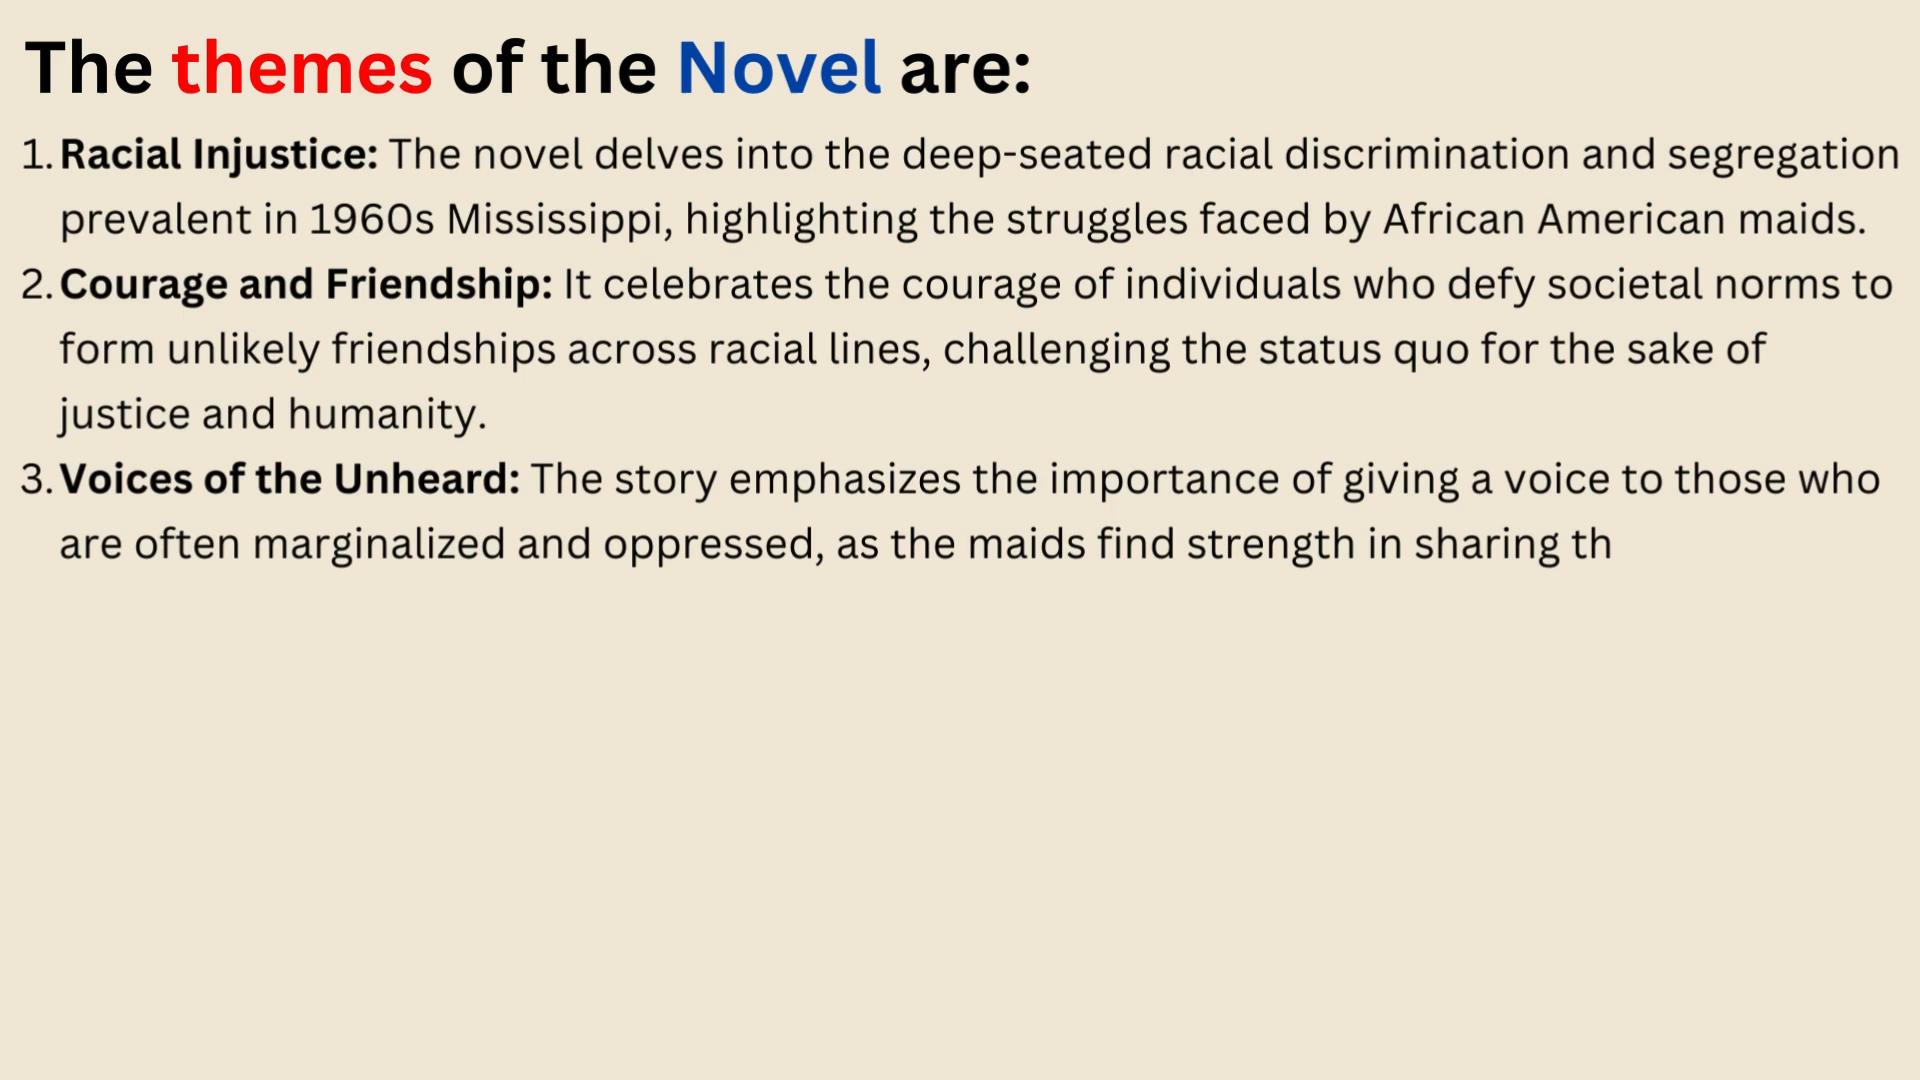 The themes of the Novel are:
1. Racial Injustice: The novel delves into the deep-seated racial discrimination and segregation
prevalent in 1960s Mississippi, highlighting the struggles faced by African American maids.
2. Courage and Friendship: It celebrates the courage of individuals who defy societal norms to
form unlikely friendships across racial lines, challenging the status quo for the sake of
justice and humanity.
3. Voices of the Unheard: The story emphasizes the importance of giving a voice to those who
are often marginalized and oppressed, as the maids find strength in sharing th